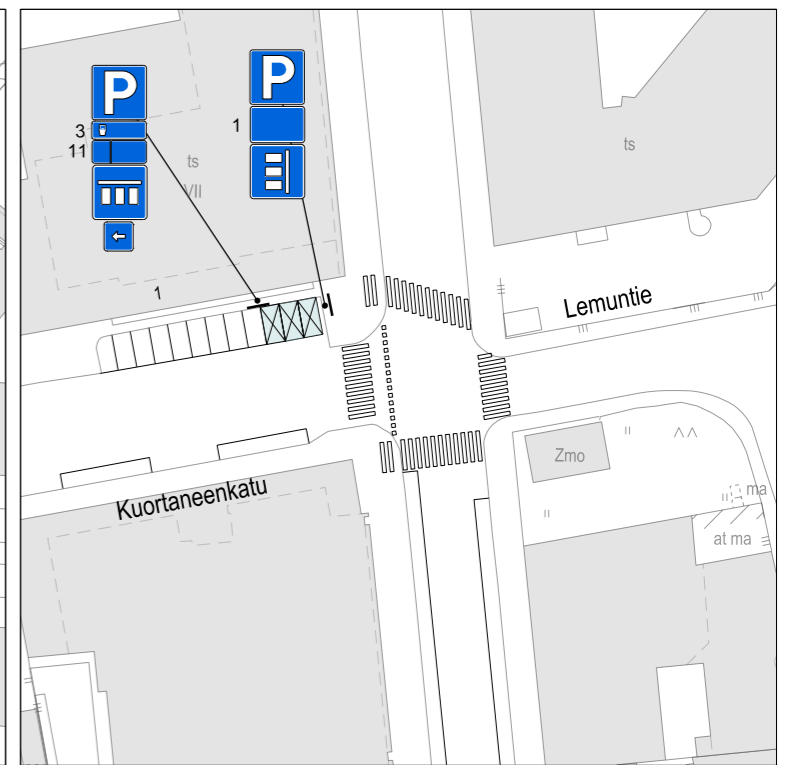 P
P
3
1
11
ts
VII
ts
1
Lemuntie
Zmo
Kuortaneenkatu
ma
at ma